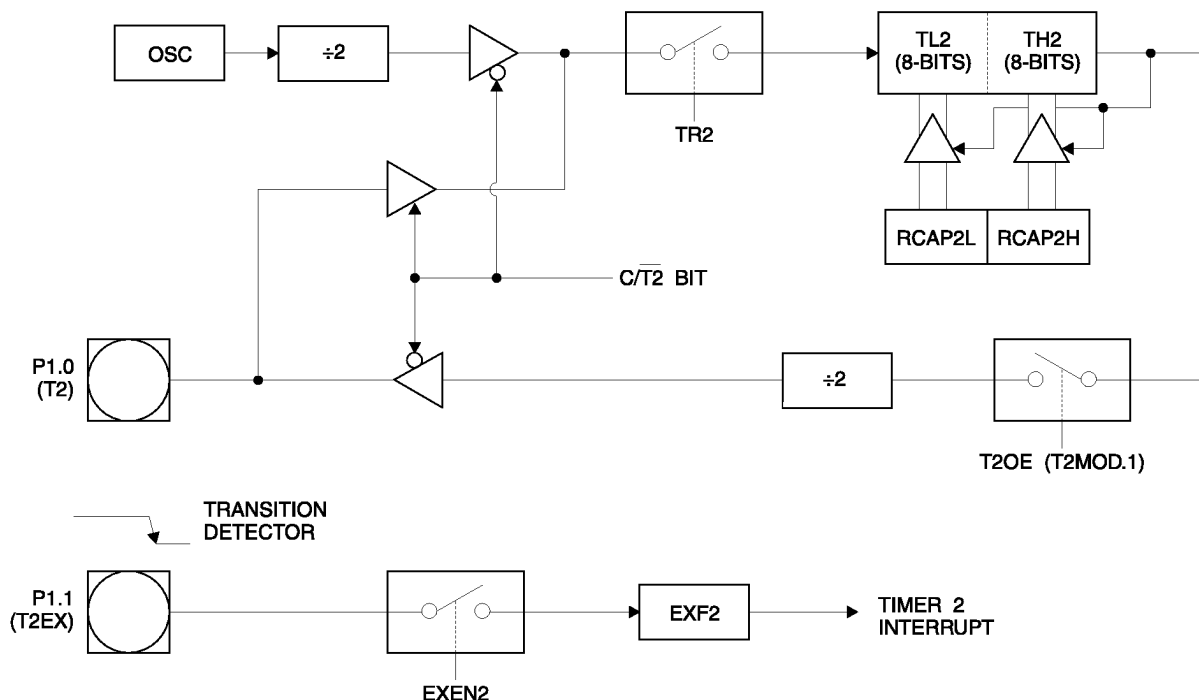 OSC
÷2
TL2
(8-BITS)
TH2
(8-BITS)
TR2
RCAP2L
RCAP2H
C/T̅2̅ BIT
P1.0
(T2)
÷2
T2OE (T2MOD.1)
TRANSITION
DETECTOR
P1.1
(T2EX)
EXF2
TIMER 2
INTERRUPT
EXEN2